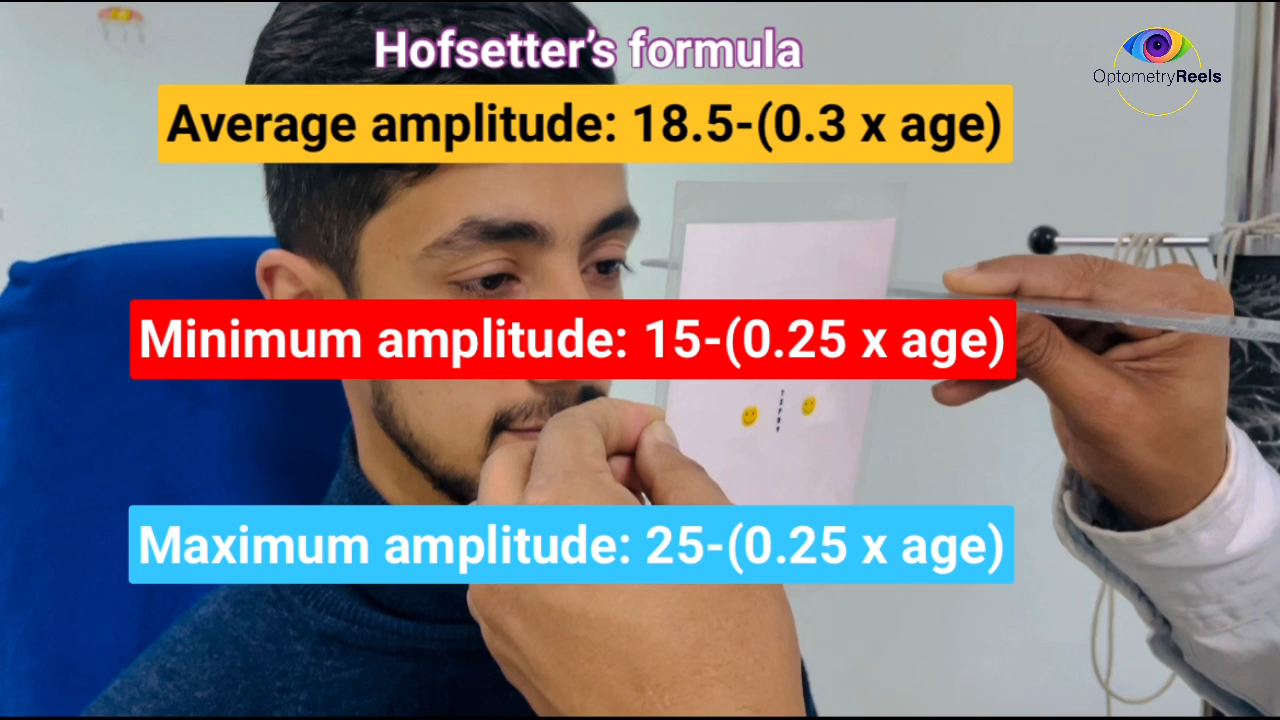 Hofsetter's formula
OptometryReels
Average amplitude: 18.5-(0.3 x age)
Minimum amplitude: 15-(0.25 x age)
Maximum amplitude: 25-(0.25 x age)